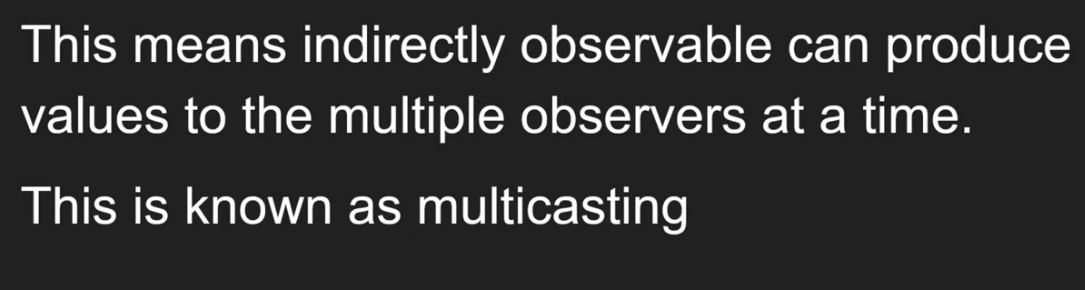 This means indirectly observable can produce
values to the multiple observers at a time.
This is known as multicasting